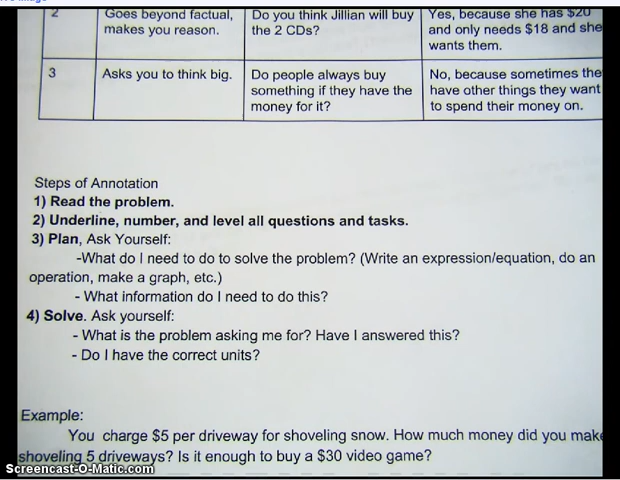 2 Goes beyond factual, Do you think Jillian will buy Yes, because she has $20
makes you reason. the 2 CDs? and only needs $18 and she
wants them.
3 Asks you to think big. Do people always buy No, because sometimes the
something if they have the have other things they want
money for it? to spend their money on.
Steps of Annotation
1) Read the problem.
2) Underline, number, and level all questions and tasks.
3) Plan, Ask Yourself:
-What do I need to do to solve the problem? (Write an expression/equation, do an
operation, make a graph, etc.)
- What information do I need to do this?
4) Solve. Ask yourself:
- What is the problem asking me for? Have I answered this?
- Do I have the correct units?
Example:
You charge $5 per driveway for shoveling snow. How much money did you make
shoveling 5 driveways? Is it enough to buy a $30 video game?
Screencast-O-Matic.com